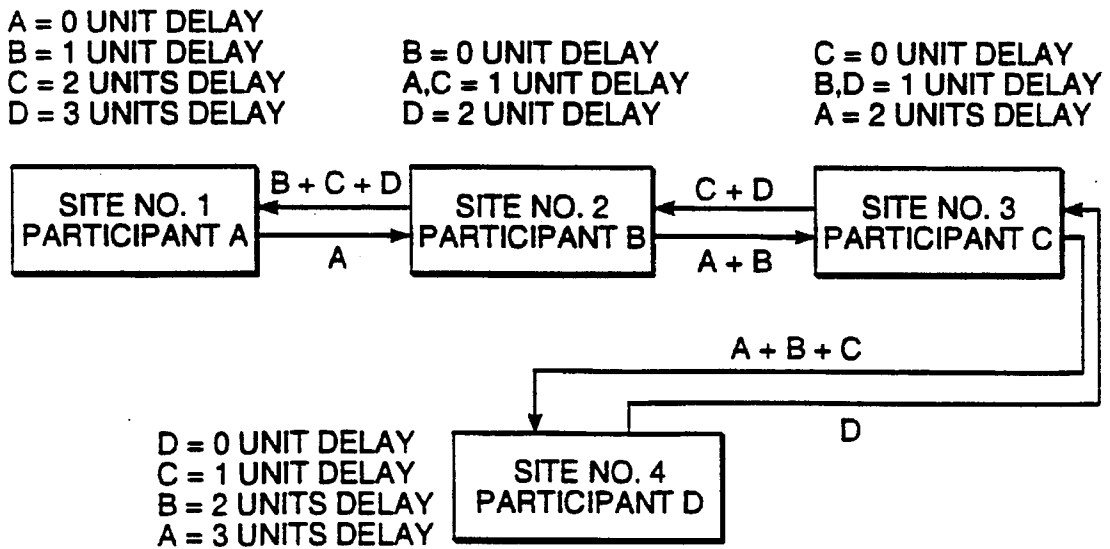 A = 0 UNIT DELAY
B = 1 UNIT DELAY
C = 2 UNITS DELAY
D = 3 UNITS DELAY
B = 0 UNIT DELAY
A,C = 1 UNIT DELAY
D = 2 UNIT DELAY
C = 0 UNIT DELAY
B,D = 1 UNIT DELAY
A = 2 UNITS DELAY
SITE NO. 1
PARTICIPANT A
B + C + D
A
SITE NO. 2
PARTICIPANT B
C + D
A + B
SITE NO. 3
PARTICIPANT C
A + B + C
D
D = 0 UNIT DELAY
C = 1 UNIT DELAY
B = 2 UNITS DELAY
A = 3 UNITS DELAY
SITE NO. 4
PARTICIPANT D